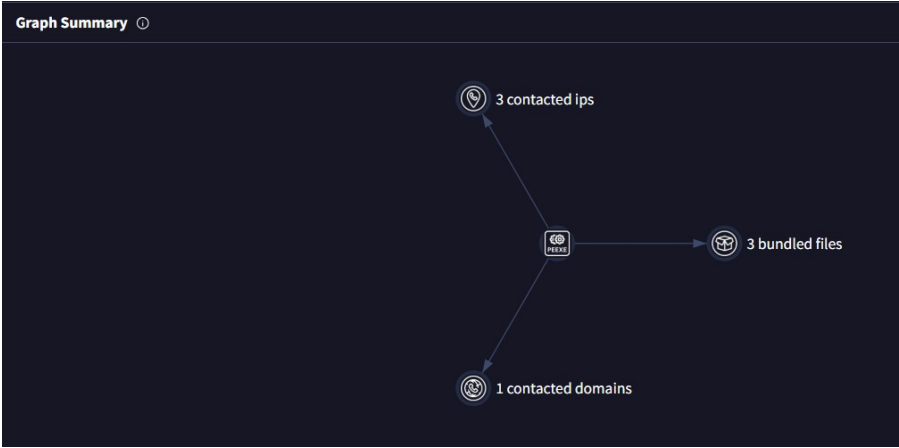 Graph Summary
3 contacted ips
PEEXE
3 bundled files
1 contacted domains